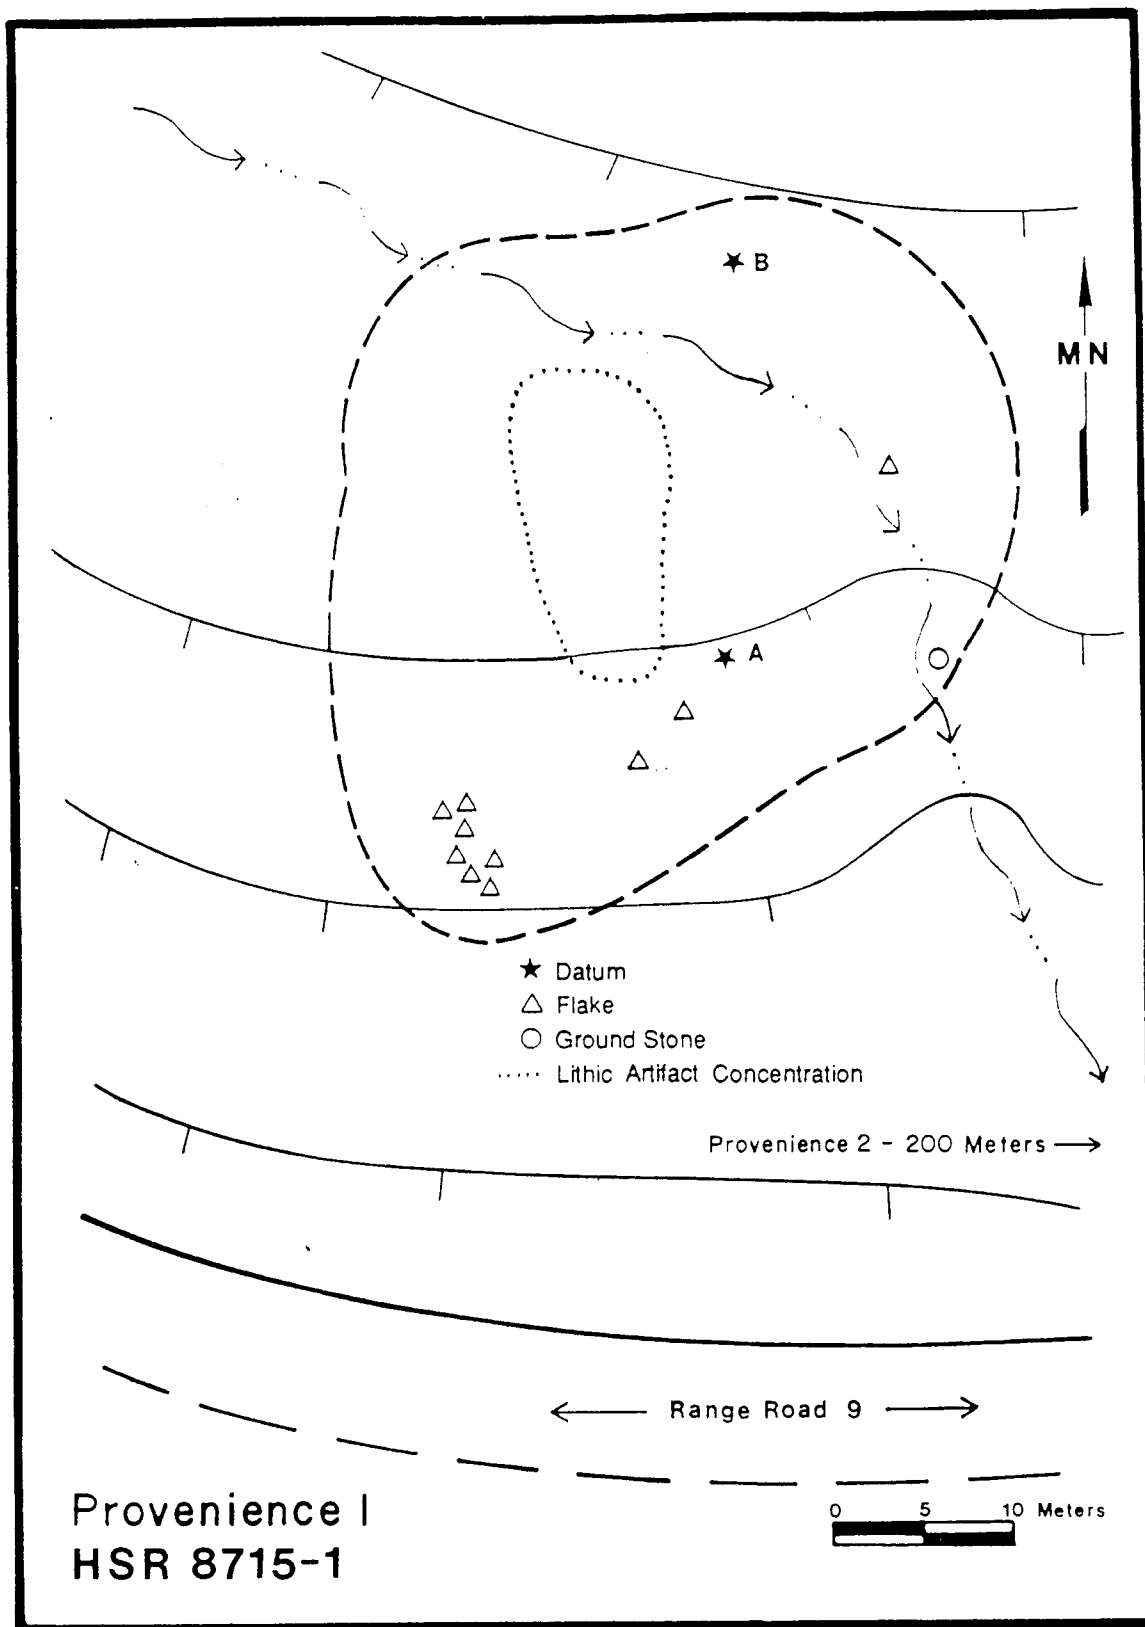 B
MN
A
Datum
Flake
Ground Stone
Lithic Artifact Concentration
Provenience 2 - 200 Meters
Range Road 9
0 5 10 Meters
Provenience I
HSR 8715-1